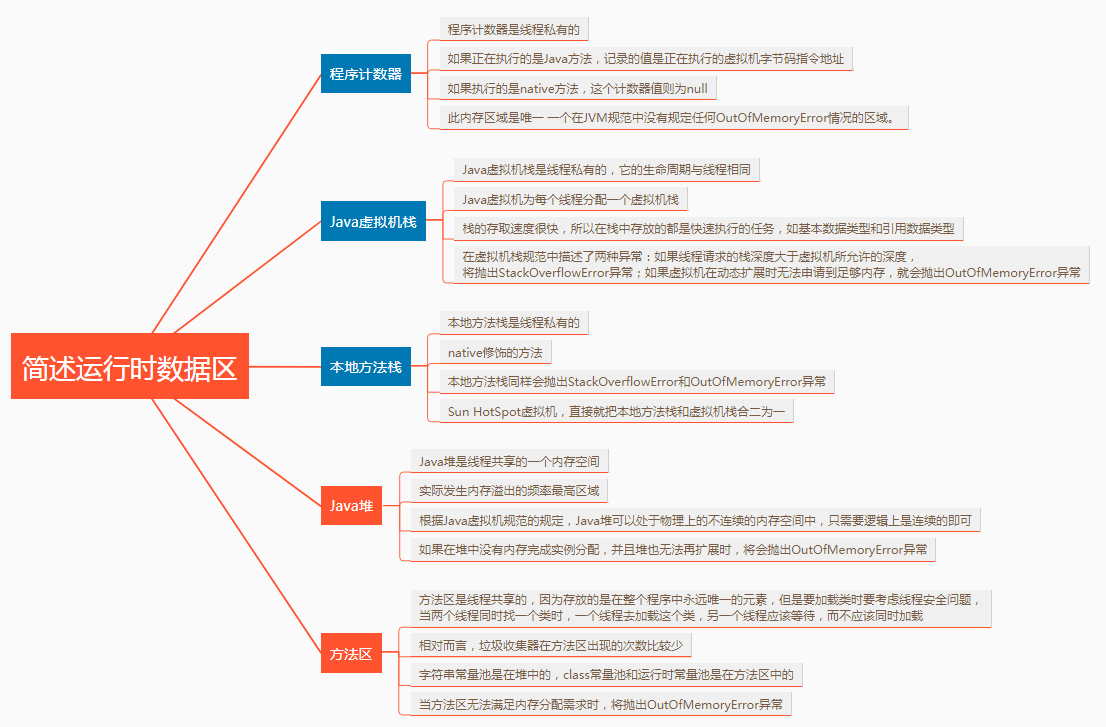 简述运行时数据区
程序计数器
程序计数器是线程私有的
如果正在执行的是Java方法，记录的值是正在执行的虚拟机字节码指令地址
如果执行的是native方法，这个计数器值则为null
此内存区域是唯一 一个在JVM规范中没有规定任何OutOfMemoryError情况的区域。
Java虚拟机栈
Java虚拟机栈是线程私有的，它的生命周期与线程相同
Java虚拟机为每个线程分配一个虚拟机栈
栈的存取速度很快，所以在栈中存放的都是快速执行的任务，如基本数据类型和引用数据类型
在虚拟机栈规范中描述了两种异常：如果线程请求的栈深度大于虚拟机所允许的深度，
将抛出StackOverflowError异常；如果虚拟机在动态扩展时无法申请到足够内存，就会抛出OutOfMemoryError异常
本地方法栈
本地方法栈是线程私有的
native修饰的方法
本地方法栈同样会抛出StackOverflowError和OutOfMemoryError异常
Sun HotSpot虚拟机，直接就把本地方法栈和虚拟机栈合二为一
Java堆
Java堆是线程共享的一个内存空间
实际发生内存溢出的频率最高区域
根据Java虚拟机规范的规定，Java堆可以处于物理上的不连续的内存空间中，只需要逻辑上是连续的即可
如果在堆中没有内存完成实例分配，并且堆也无法再扩展时，将会抛出OutOfMemoryError异常
方法区
方法区是线程共享的，因为存放的是在整个程序中永远唯一的元素，但是要加载类时要考虑线程安全问题，
当两个线程同时找一个类时，一个线程去加载这个类，另一个线程应该等待，而不应该同时加载
相对而言，垃圾收集器在方法区出现的次数比较少
字符串常量池是在堆中的，class常量池和运行时常量池是在方法区中的
当方法区无法满足内存分配需求时，将抛出OutOfMemoryError异常